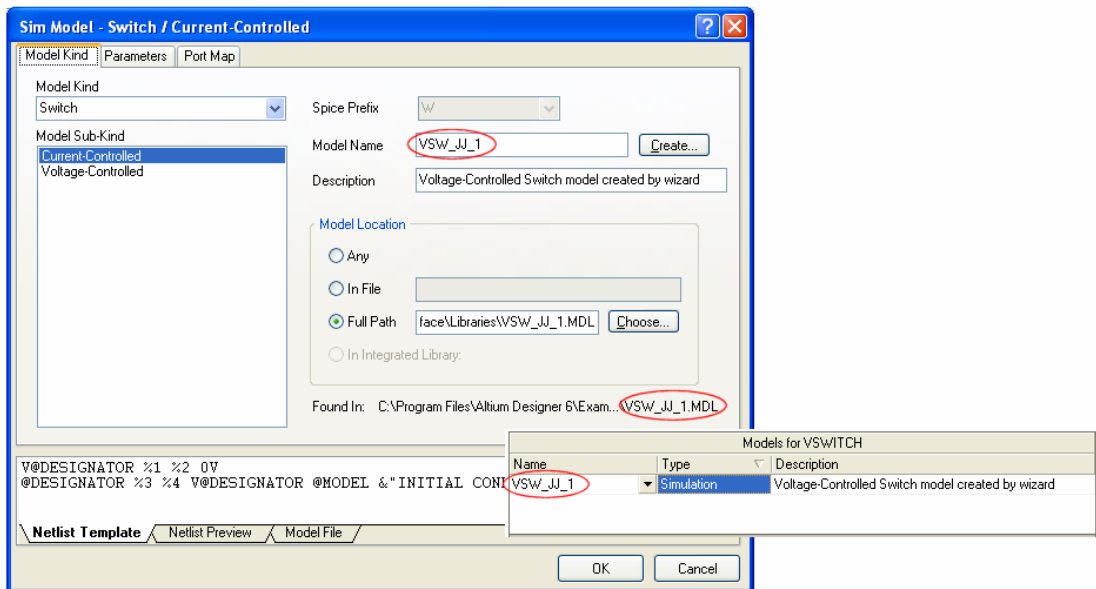 Sim Model - Switch / Current-Controlled
Model Kind Parameters Port Map
Model Kind
Switch
Model Sub-Kind
Current-Controlled
Voltage-Controlled
Spice Prefix W
Model Name VSW_JJ_1 Create...
Description Voltage-Controlled Switch model created by wizard
Model Location
Any
In File
Full Path face\Libraries\VSW_JJ_1.MDL Choose...
In Integrated Library:
Found In: C:\Program Files\Altium Designer 6\Exam...\VSW_JJ_1.MDL
V@DESIGNATOR %1 %2 0V
@DESIGNATOR %3 %4 V@DESIGNATOR @MODEL &"INITIAL
Netlist Template Netlist Preview Model File
OK Cancel
Models for VSWITCH
Name Type Description
VSW_JJ_1 Simulation Voltage-Controlled Switch model created by wizard